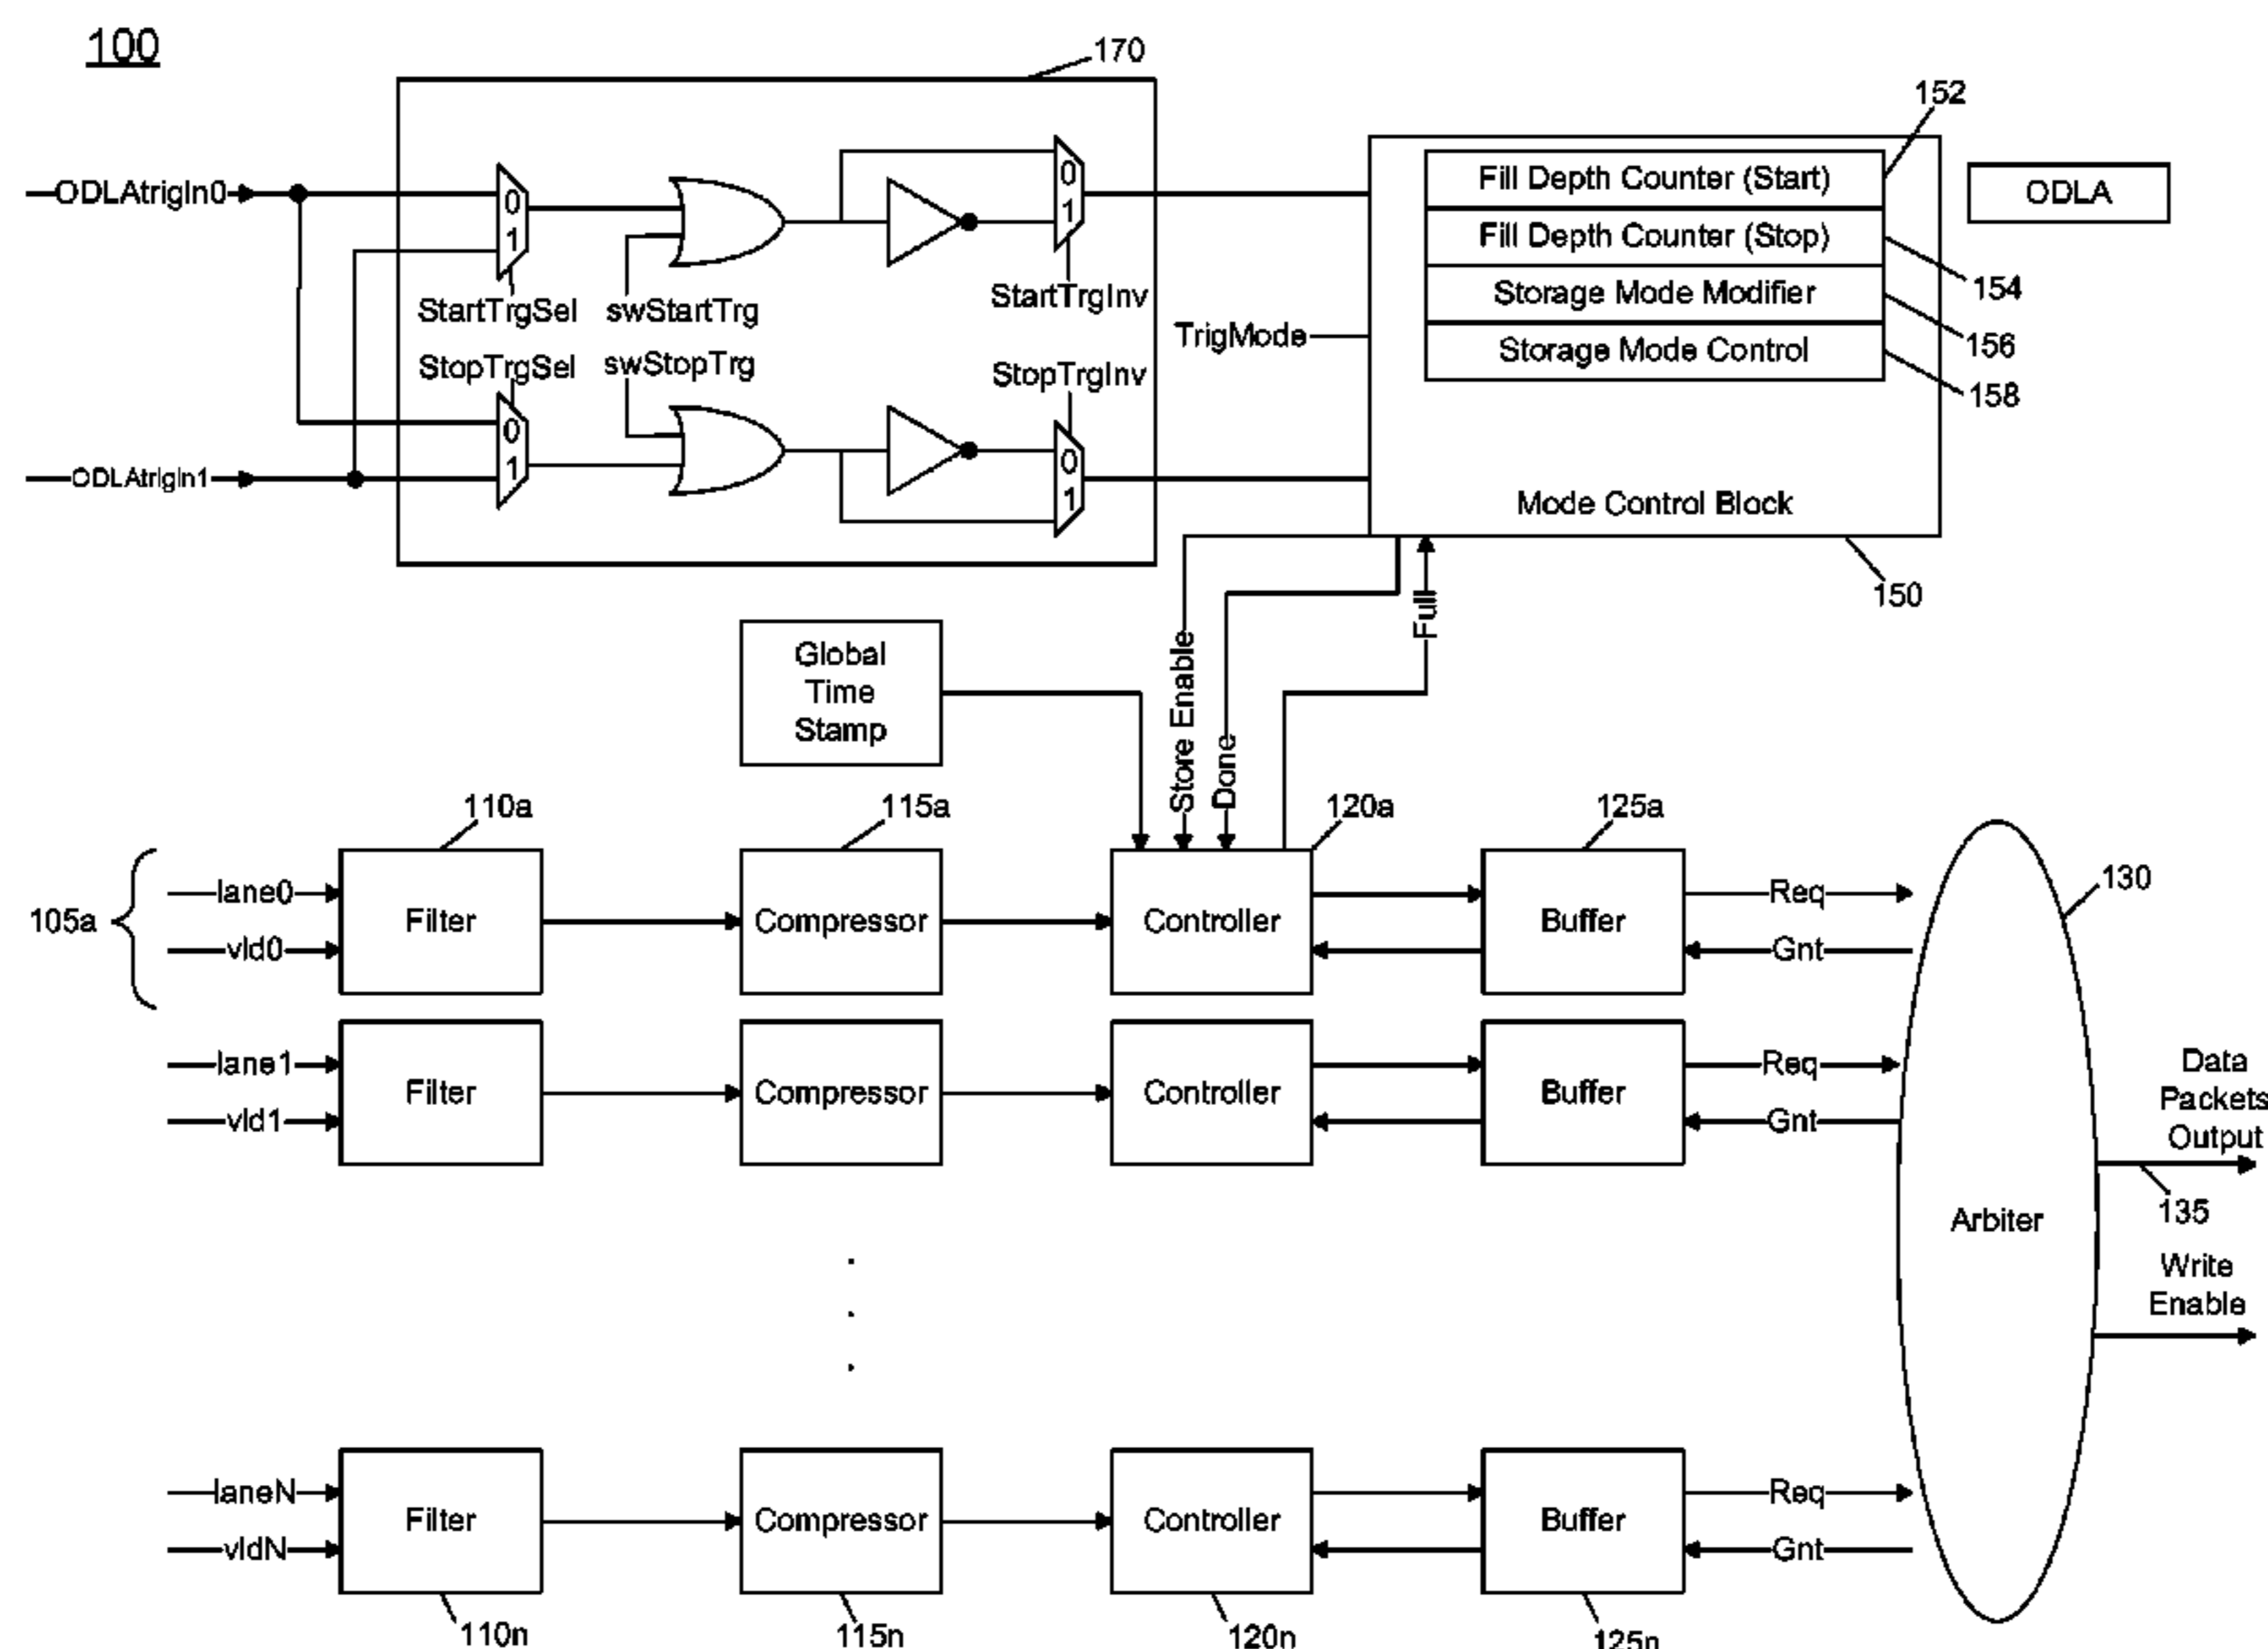 100
170
152
ODLAtrigIn0
0
1
0
1
Fill Depth Counter (Start)
ODLA
Fill Depth Counter (Stop)
154
StartTrgSel
swStartTrg
StartTrgInv
Storage Mode Modifier
TrigMode
156
StopTrgSel
swStopTrg
StopTrgInv
Storage Mode Control
158
0
1
0
1
ODLAtrigIn1
Mode Control Block
150
Global
Time
Stamp
Store Enable
Done
Full
110a
115a
120a
125a
130
105a
lane0
vld0
Filter
Compressor
Controller
Buffer
Req
Gnt
lane1
vld1
Filter
Compressor
Controller
Buffer
Req
Gnt
Data
Packets
Output
135
Arbiter
Write
Enable
.
.
.
laneN
vldN
Filter
Compressor
Controller
Buffer
Req
Gnt
110n
115n
120n
125n